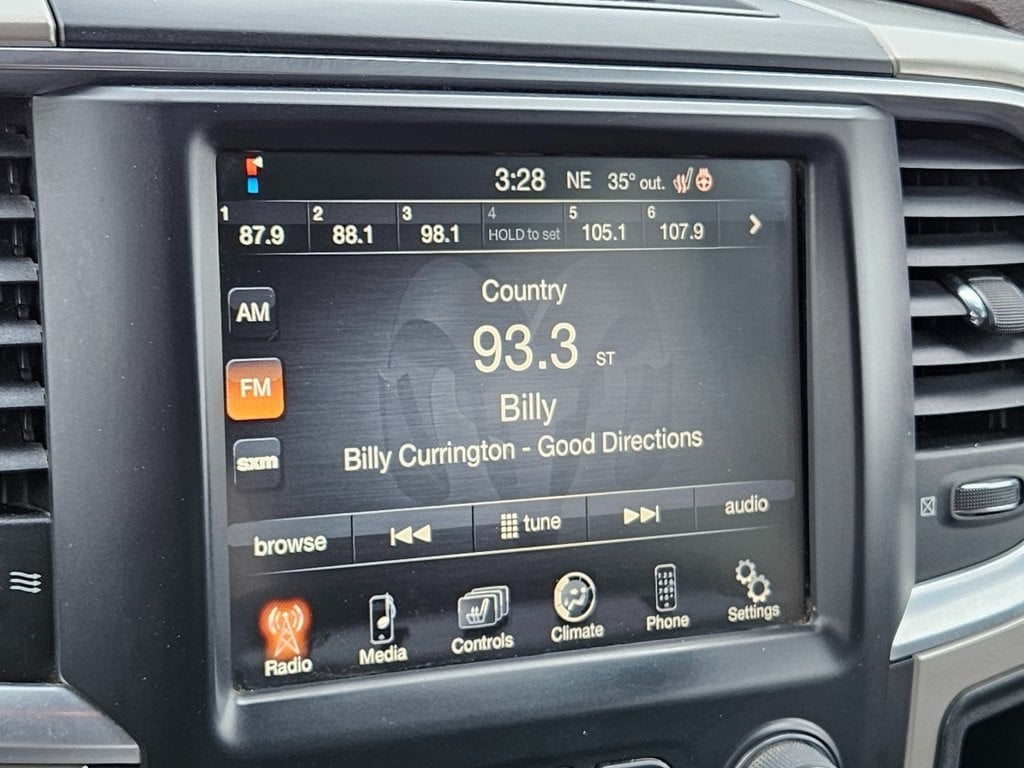 3:28 NE 35° out.
1 2 3 4 5 6
87.9 88.1 98.1 HOLD to set 105.1 107.9
AM
Country
93.3 ST
FM
Billy
Billy Currington - Good Directions
sxm
browse tune audio
Radio Media Controls Climate Phone Settings